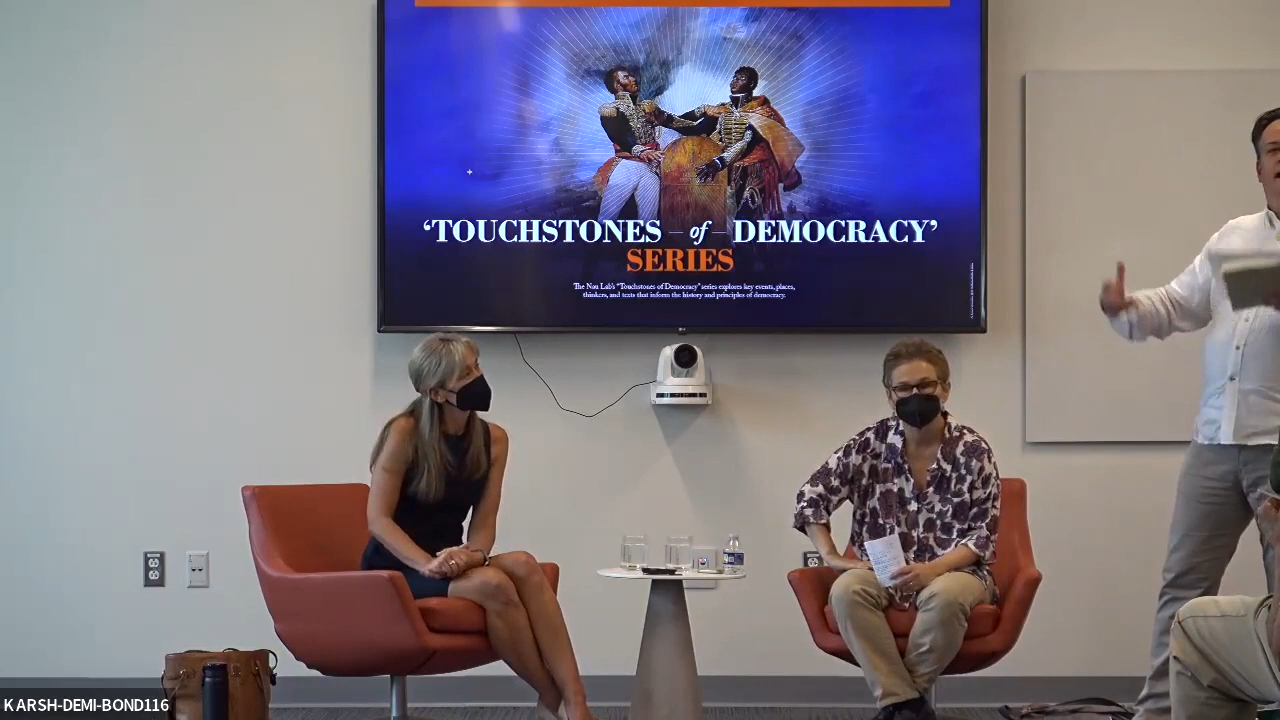 ‘TOUCHSTONES – of – DEMOCRACY’
SERIES
The Nau Lab's "Touchstones of Democracy" series explores key events, places,
thinkers, and texts that inform the history and principles of democracy.
KARSH-DEMI-BOND116